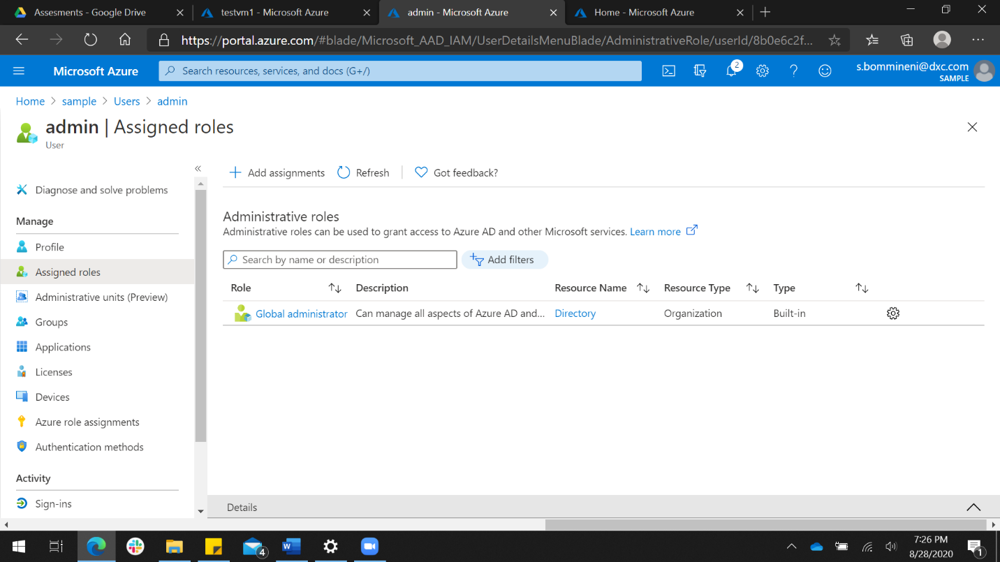 Assesments - Google Drive
testvm1 - Microsoft Azure
admin - Microsoft Azure
Home - Microsoft Azure
https://portal.azure.com/#blade/Microsoft_AAD_IAM/UserDetailsMenuBlade/AdministrativeRole/userId/8b0e6c2f...
Microsoft Azure
Search resources, services, and docs (G+/)
2
s.bommineni@dxc.com
SAMPLE
Home > sample > Users > admin
admin | Assigned roles
User
Add assignments
Refresh
Got feedback?
Diagnose and solve problems
Manage
Profile
Assigned roles
Administrative units (Preview)
Groups
Applications
Licenses
Devices
Azure role assignments
Authentication methods
Activity
Sign-ins
Administrative roles
Administrative roles can be used to grant access to Azure AD and other Microsoft services. Learn more
Search by name or description
Add filters
Role Description Resource Name Resource Type Type
Global administrator Can manage all aspects of Azure AD and... Directory Organization Built-in
Details
4
7:26 PM
8/28/2020
1